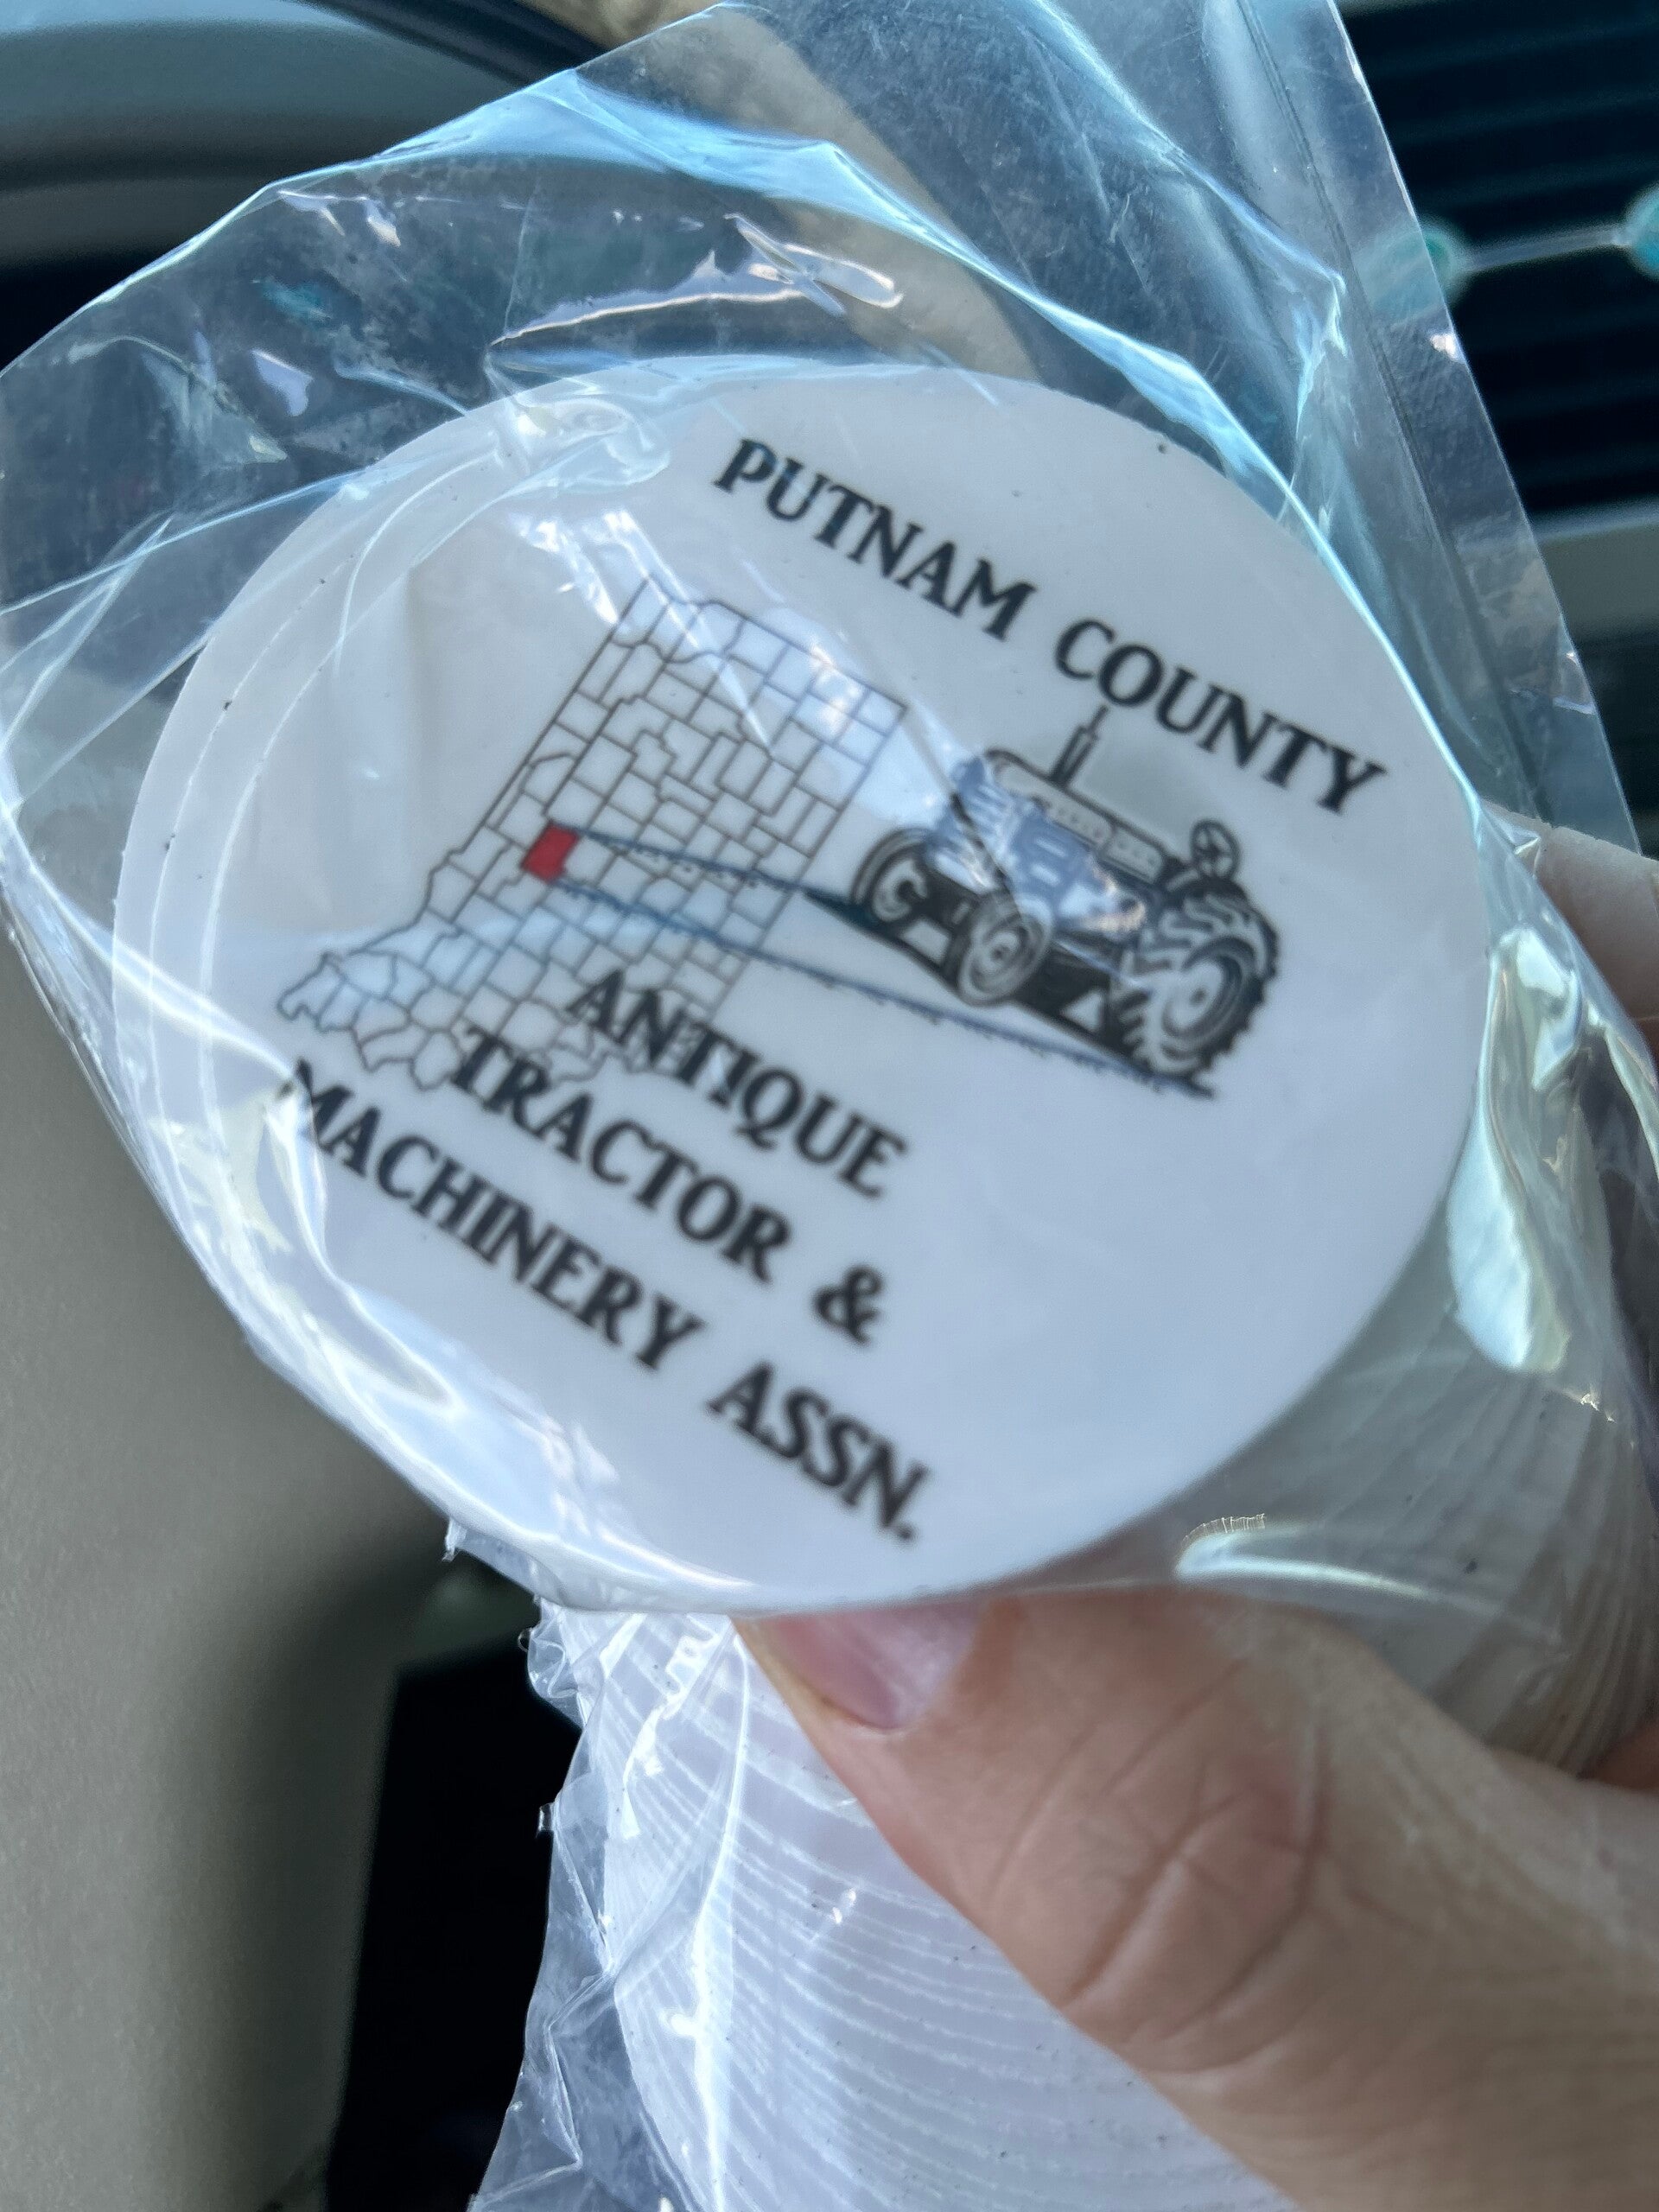 PUTNAM COUNTY
ANTIQUE
TRACTOR &
MACHINERY ASSN.